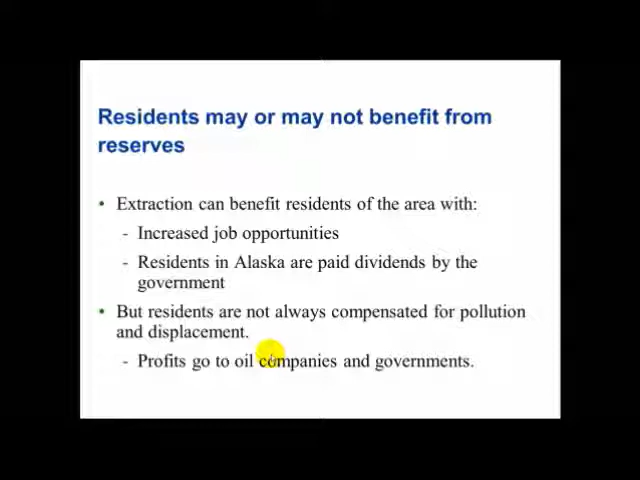 Residents may or may not benefit from
reserves
• Extraction can benefit residents of the area with:
- Increased job opportunities
- Residents in Alaska are paid dividends by the
government
• But residents are not always compensated for pollution
and displacement.
- Profits go to oil companies and governments.